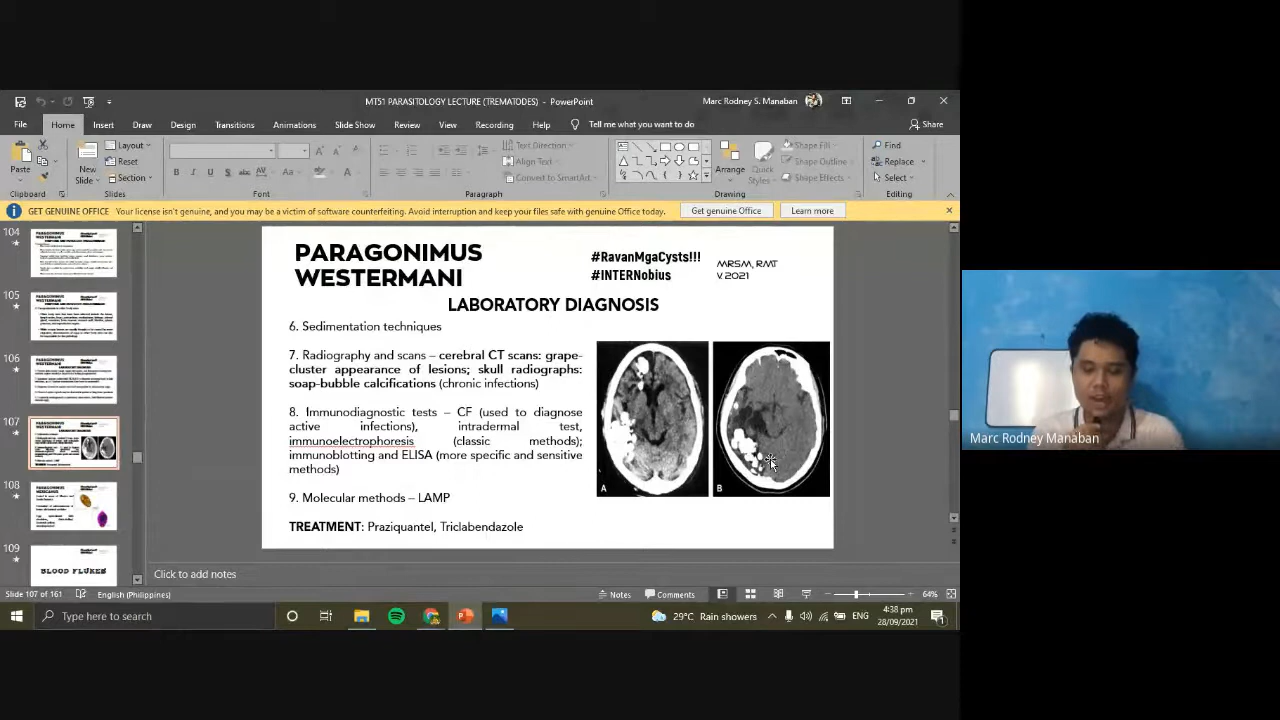 MT51 PARASITOLOGY LECTURE (TREMATODES) - PowerPoint
Marc Rodney S. Manaban
File Home Insert Draw Design Transitions Animations Slide Show Review View Recording Help Tell me what you want to do Share
Paste
Clipboard
New
Slide
Layout
Reset
Section
Slides
Font
Text Direction
Align Text
Convert to SmartArt
Paragraph
Arrange
Quick
Styles
Shape Fill
Shape Outline
Shape Effects
Drawing
Find
Replace
Select
Editing
GET GENUINE OFFICE Your license isn't genuine, and you may be a victim of software counterfeiting. Avoid interruption and keep your files safe with genuine Office today. Get genuine Office Learn more
104
105
106
107
108
109
BLOOD FLUKES
PARAGONIMUS
WESTERMANI
#RavanMgaCysts!!!
#INTERNobius
MRSM, RMT
V 2021
LABORATORY DIAGNOSIS
6. Sedimentation techniques
7. Radiography and scans – cerebral CT scans: grape-
cluster appearance of lesions; skull radiographs:
soap-bubble calcifications (chronic infections)
8. Immunodiagnostic tests – CF (used to diagnose
active infections), intradermal test,
immunoelectrophoresis (classic methods);
immunoblotting and ELISA (more specific and sensitive
methods)
9. Molecular methods – LAMP
TREATMENT: Praziquantel, Triclabendazole
A
B
Marc Rodney Manaban
Click to add notes
Slide 107 of 161 English (Philippines) Notes Comments 64%
Type here to search
29°C Rain showers ENG
4:38 pm
28/09/2021